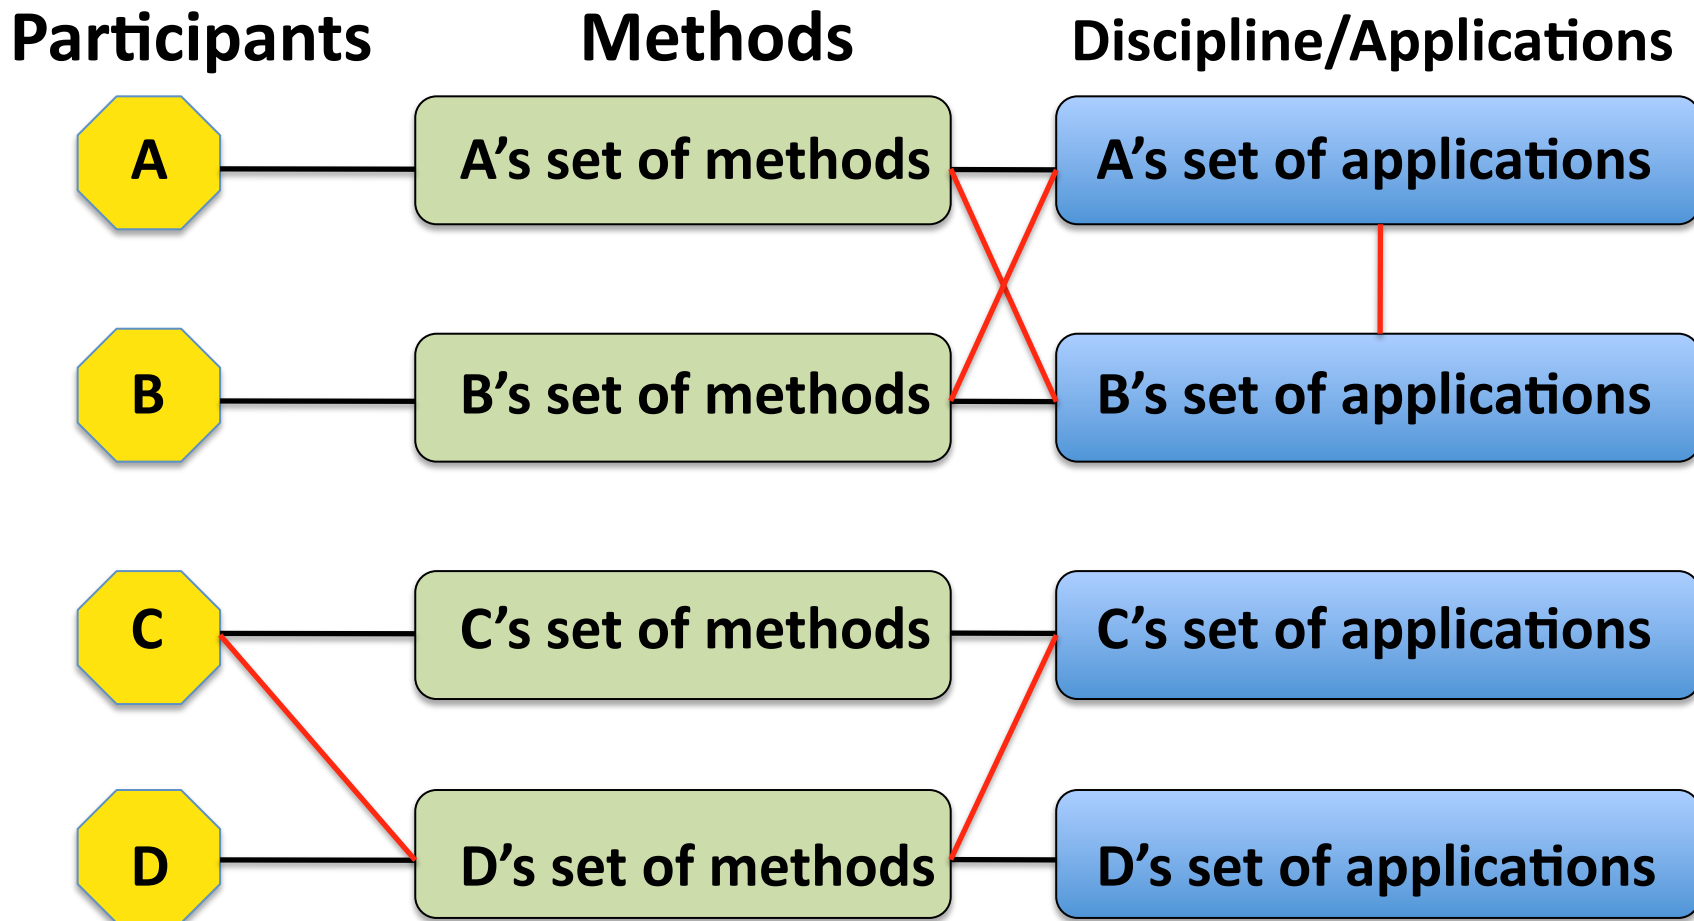 Participants Methods Discipline/Applications
A A’s set of methods A’s set of applications
B B’s set of methods B’s set of applications
C C’s set of methods C’s set of applications
D D’s set of methods D’s set of applications